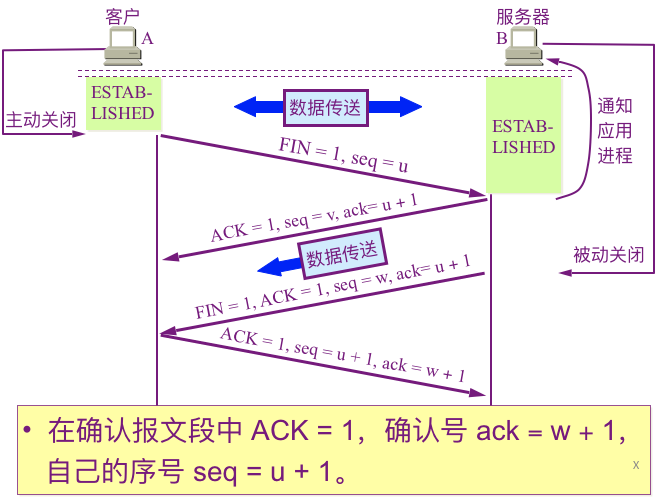 客户
A
服务器
B
ESTAB-
LISHED
主动关闭
数据传送
ESTAB-
LISHED
通知
应用
进程
FIN = 1, seq = u
ACK = 1, seq = v, ack= u + 1
数据传送
被动关闭
FIN = 1, ACK = 1, seq = w, ack= u + 1
ACK = 1, seq = u + 1, ack = w + 1
• 在确认报文段中 ACK = 1，确认号 ack = w + 1，
自己的序号 seq = u + 1。
x